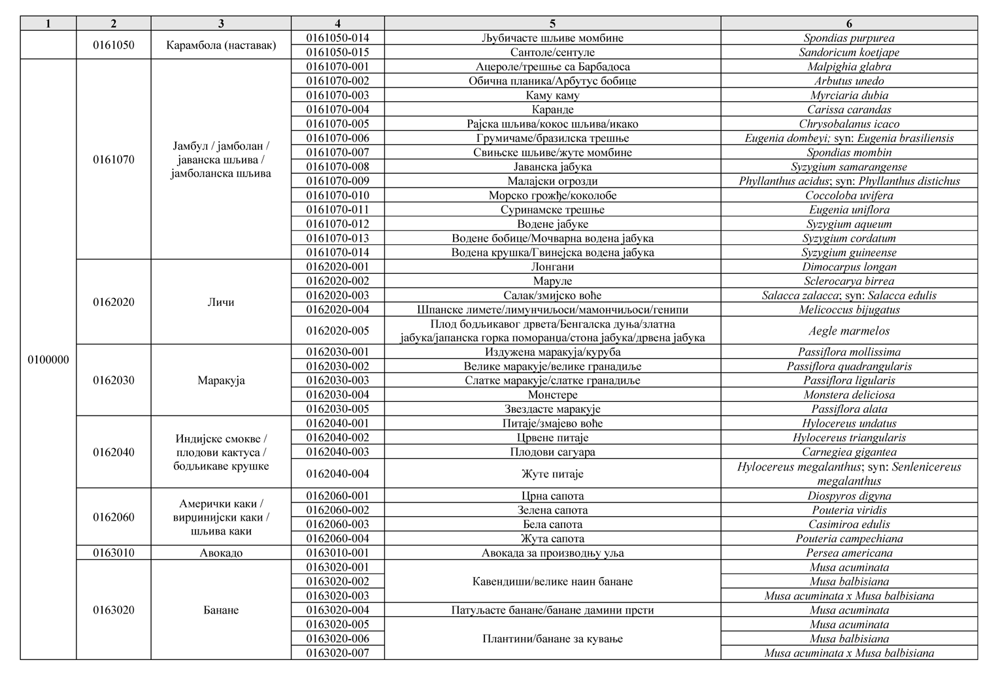 1 2 3 4 5 6
0161050 Карамбола (наставак) 0161050-014 Љубичасте шљиве момбине Spondias purpurea
0161050-015 Сантоле/сентуле Sandoricum koetjape
0100000 0161070 Јамбул / јамболан /
јаванска шљива /
јамболанска шљива
0161070-001 Ацероле/трешње са Барбадоса Malpighia glabra
0161070-002 Обична планика/Арбутус бобице Arbutus unedo
0161070-003 Каму каму Myrciaria dubia
0161070-004 Каранде Carissa carandas
0161070-005 Рајска шљива/кокос шљива/икако Chrysobalanus icaco
0161070-006 Грумичаме/бразилска трешње Eugenia dombeyi; syn: Eugenia brasiliensis
0161070-007 Свињске шљиве/жуте момбине Spondias mombin
0161070-008 Јаванска јабука Syzygium samarangense
0161070-009 Малајски огрозди Phyllanthus acidus; syn: Phyllanthus distichus
0161070-010 Морско грожђе/коколобе Coccoloba uvifera
0161070-011 Суринамске трешње Eugenia uniflora
0161070-012 Водене јабуке Syzygium aqueum
0161070-013 Водене бобице/Мочварна водена јабука Syzygium cordatum
0161070-014 Водена крушка/Гвинејска водена јабука Syzygium guineense
0162020 Личи
0162020-001 Лонгани Dimocarpus longan
0162020-002 Маруле Sclerocarya birrea
0162020-003 Салак/змијско воће Salacca zalacca; syn: Salacca edulis
0162020-004 Шпанске лимете/лимунчиљоси/мамончиљоси/генипи Melicoccus bijugatus
0162020-005 Плод бодљикавог дрвета/Бенгалска дуња/златна
јабука/јапанска горка поморанџа/стона јабука/дрвена јабука Aegle marmelos
0162030 Маракуја
0162030-001 Издужена маракуја/куруба Passiflora mollissima
0162030-002 Велике маракује/велике гранадиље Passiflora quadrangularis
0162030-003 Слатке маракује/слатке гранадиље Passiflora ligularis
0162030-004 Монстере Monstera deliciosa
0162030-005 Звездасте маракује Passiflora alata
0162040 Индијске смокве /
плодови кактуса /
бодљикаве крушке
0162040-001 Питаје/змајево воће Hylocereus undatus
0162040-002 Црвене питаје Hylocereus triangularis
0162040-003 Плодови сагуара Carnegiea gigantea
0162040-004 Жуте питаје Hylocereus megalanthus; syn: Senlenicereus
megalanthus
0162060 Амерички каки /
вирџинијски каки /
шљива каки
0162060-001 Црна сапота Diospyros digyna
0162060-002 Зелена сапота Pouteria viridis
0162060-003 Бела сапота Casimiroa edulis
0162060-004 Жута сапота Pouteria campechiana
0163010 Авокадо 0163010-001 Авокада за производњу уља Persea americana
0163020 Банане
0163020-001 Musa acuminata
0163020-002 Кавендиши/велике наин банане Musa balbisiana
0163020-003 Musa acuminata x Musa balbisiana
0163020-004 Патуљасте банане/банане дамини прсти Musa acuminata
0163020-005 Musa acuminata
0163020-006 Плантини/банане за кување Musa balbisiana
0163020-007 Musa acuminata x Musa balbisiana